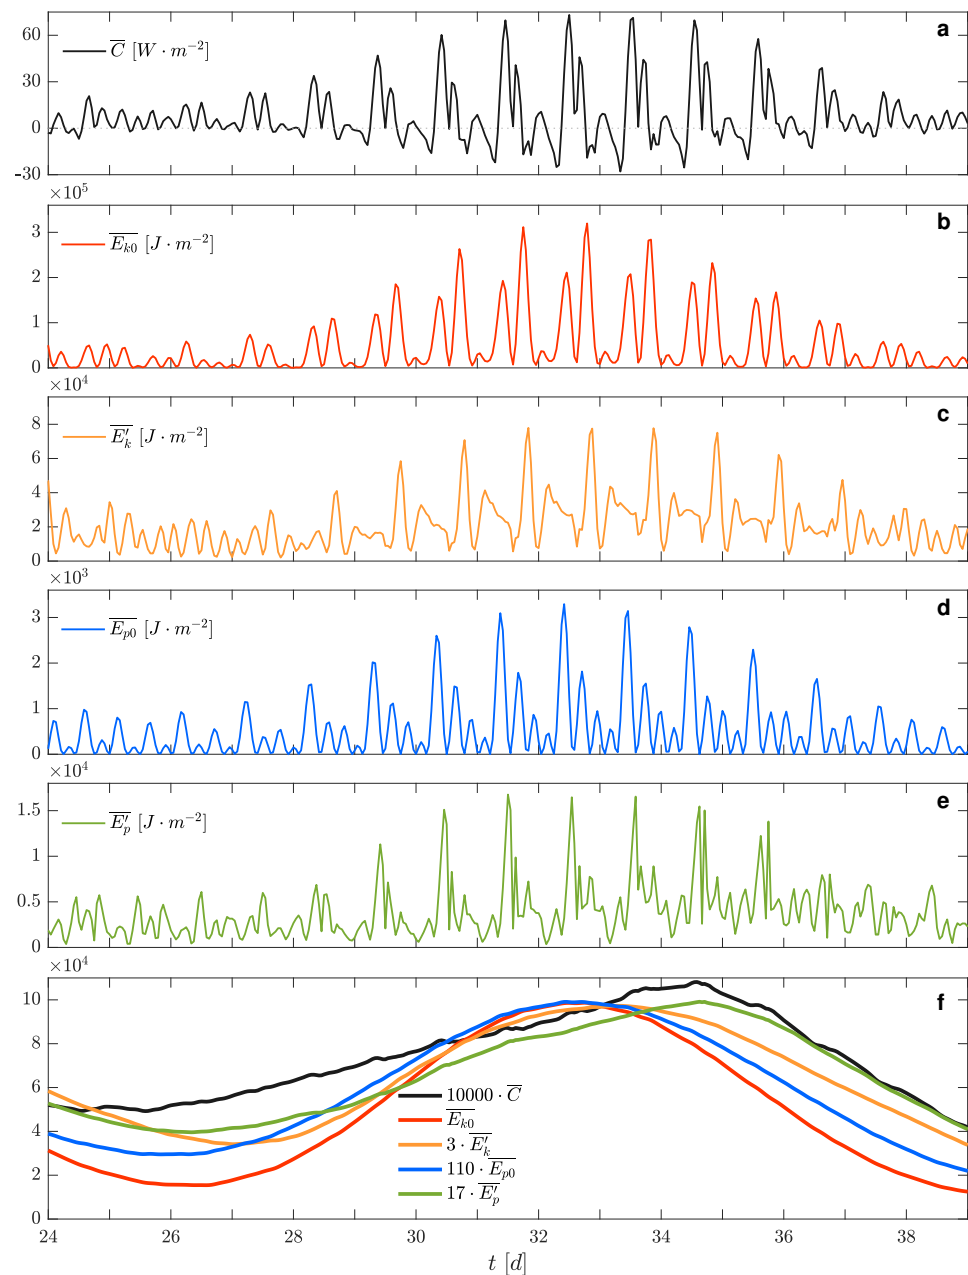 60
30
0
-30
C̅ [W · m⁻²]
a
×10⁵
3
2
1
0
E̅ₖ₀ [J · m⁻²]
b
×10⁴
8
6
4
2
0
E̅′ₖ [J · m⁻²]
c
×10³
3
2
1
0
E̅ₚ₀ [J · m⁻²]
d
×10⁴
1.5
1
0.5
0
E̅′ₚ [J · m⁻²]
e
×10⁴
10
8
6
4
2
0
f
10000 · C̅
E̅ₖ₀
3 · E̅′ₖ
110 · E̅ₚ₀
17 · E̅′ₚ
24 26 28 30 32 34 36 38
t [d]